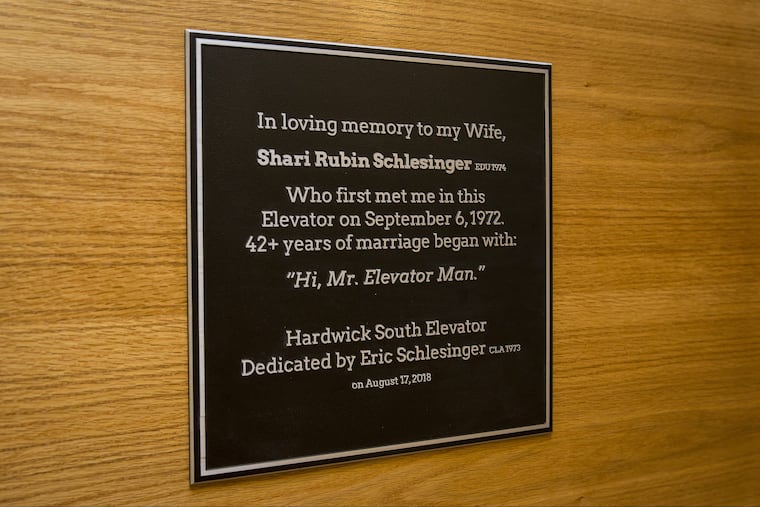 In loving memory to my Wife,
Shari Rubin Schlesinger EDU 1974
Who first met me in this
Elevator on September 6, 1972.
42+ years of marriage began with:
“Hi, Mr. Elevator Man.”
Hardwick South Elevator
Dedicated by Eric Schlesinger CLA 1973
on August 17, 2018